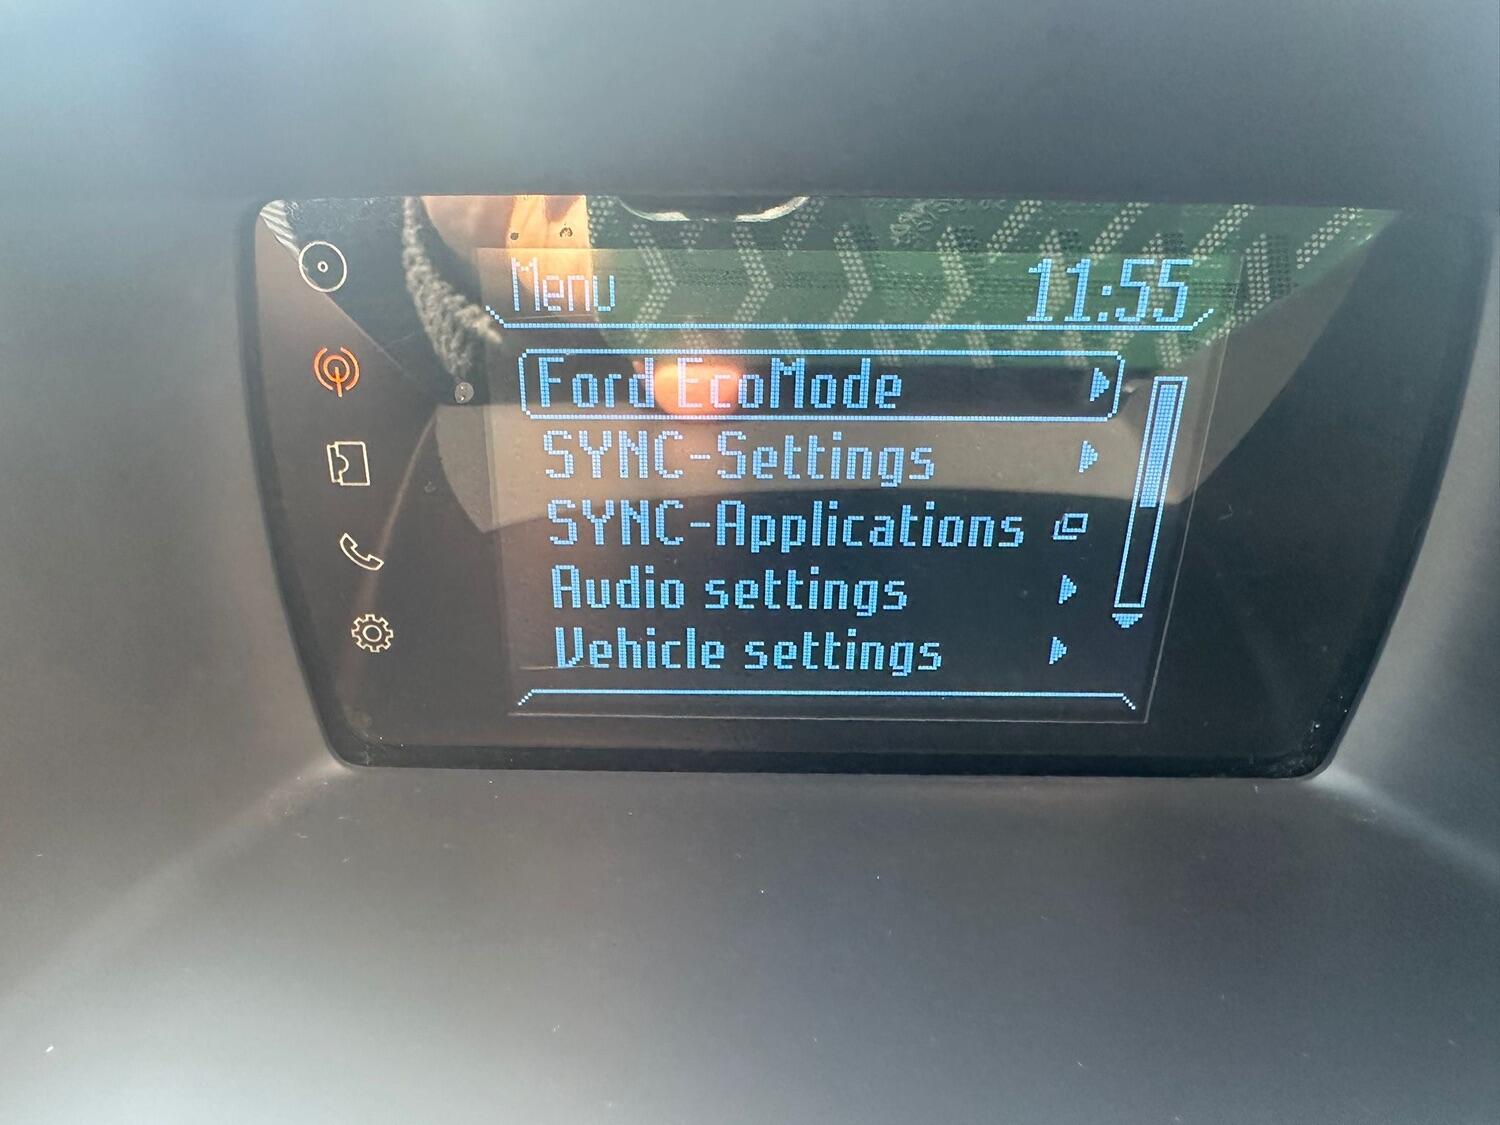 Menu
11:55
Ford EcoMode
SYNC-Settings
SYNC-Applications
Audio settings
Vehicle settings